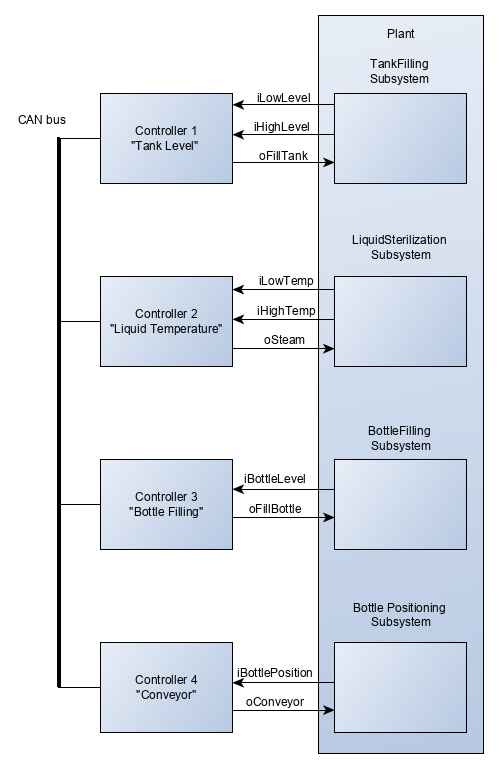 Plant
TankFilling
Subsystem
iLowLevel
CAN bus
iHighLevel
Controller 1
"Tank Level"
oFillTank
LiquidSterilization
Subsystem
iLowTemp
iHighTemp
Controller 2
"Liquid Temperature"
oSteam
BottleFilling
Subsystem
iBottleLevel
Controller 3
"Bottle Filling"
oFillBottle
Bottle Positioning
Subsystem
iBottlePosition
Controller 4
"Conveyor"
oConveyor